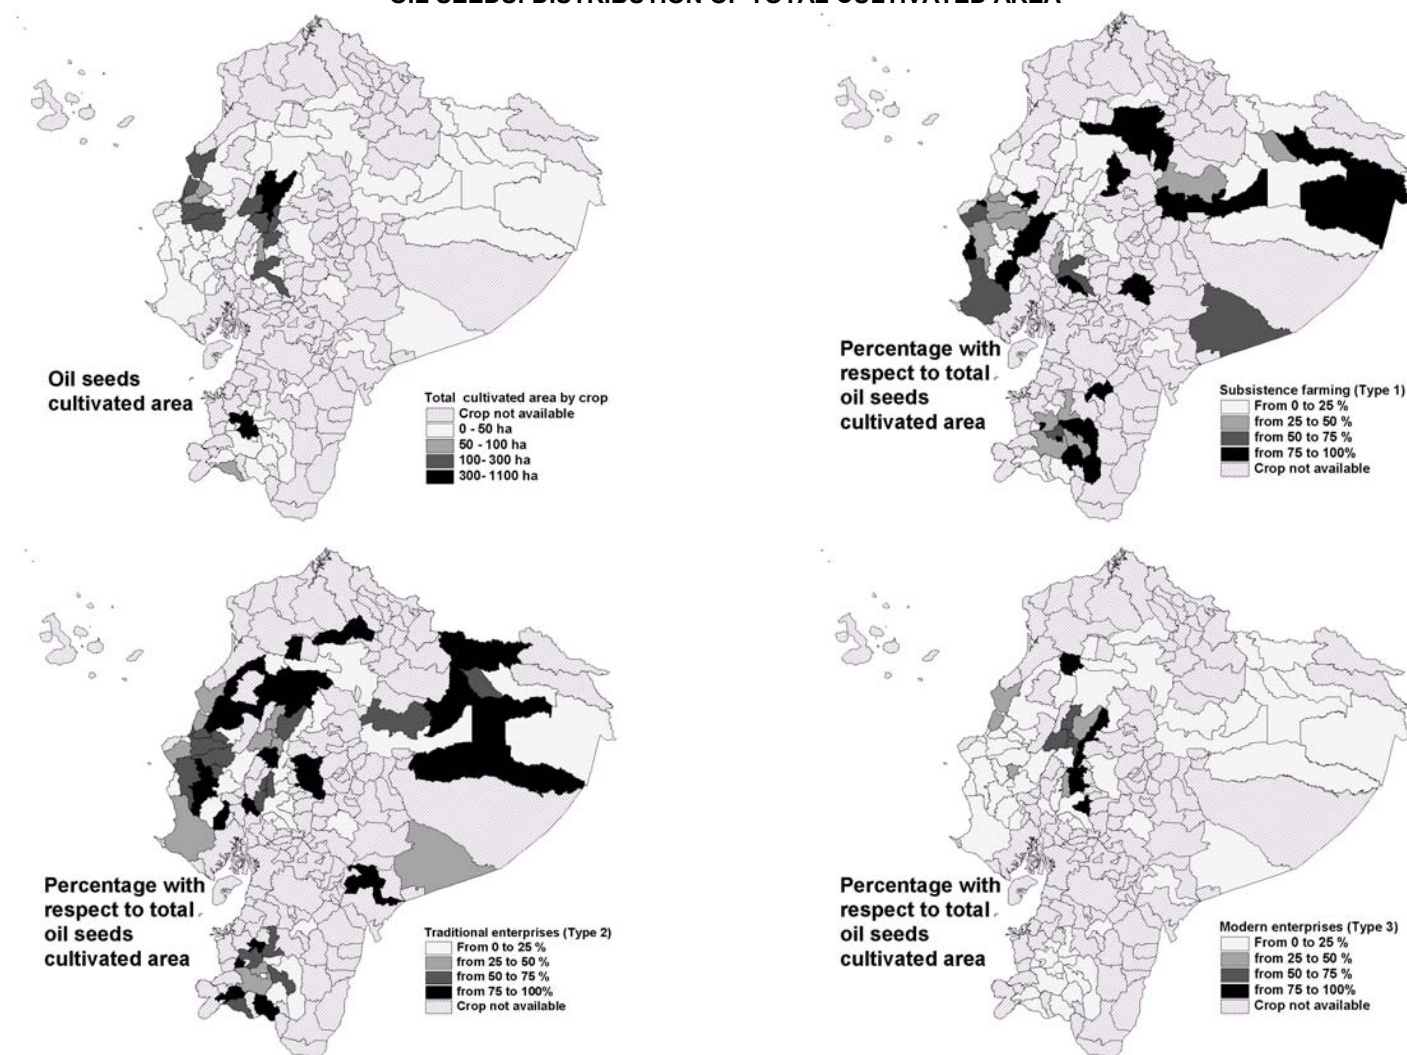 OIL SEEDS: DISTRIBUTION OF TOTAL CULTIVATED AREA
Oil seeds
cultivated area
Total cultivated area by crop
Crop not available
0 - 50 ha
50 - 100 ha
100- 300 ha
300- 1100 ha
Percentage with
respect to total
oil seeds
cultivated area
Subsistence farming (Type 1)
From 0 to 25 %
from 25 to 50 %
from 50 to 75 %
from 75 to 100%
Crop not available
Percentage with
respect to total
oil seeds
cultivated area
Traditional enterprises (Type 2)
From 0 to 25 %
from 25 to 50 %
from 50 to 75 %
from 75 to 100%
Crop not available
Percentage with
respect to total
oil seeds
cultivated area
Modern enterprises (Type 3)
From 0 to 25 %
from 25 to 50 %
from 50 to 75 %
from 75 to 100%
Crop not available